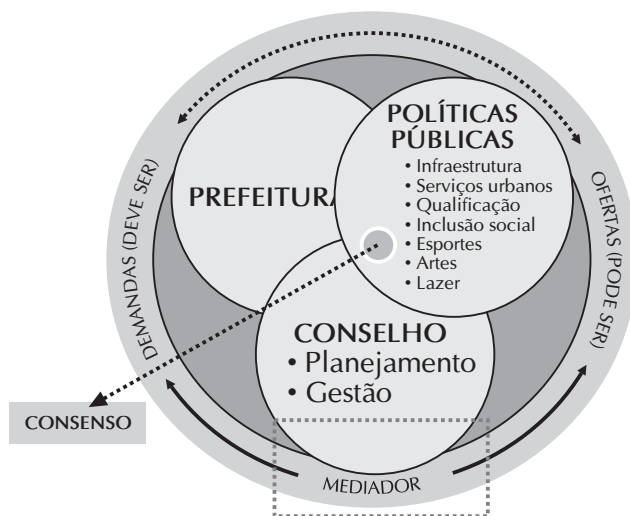 POLÍTICAS
PÚBLICAS
• Infraestrutura
• Serviços urbanos
• Qualificação
• Inclusão social
• Esportes
• Artes
• Lazer
PREFEITURA
DEMANDAS (DEVE SER)
OFERTAS (PODE SER)
CONSELHO
• Planejamento
• Gestão
CONSENSO
MEDIADOR